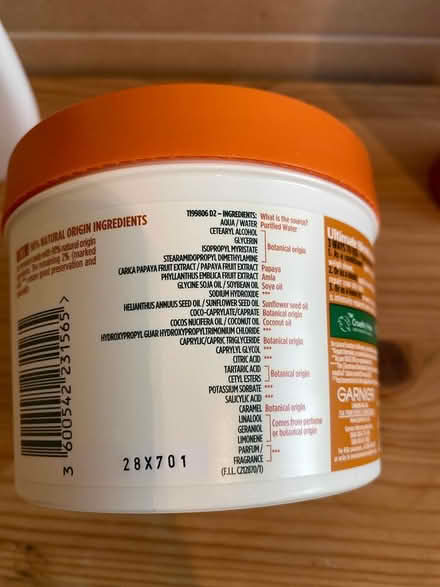 98% NATURAL ORIGIN INGREDIENTS
1199806 02 - INGREDIENTS: What is the source?
AQUA / WATER Purified Water
CETEARYL ALCOHOL
GLYCERIN
ISOPROPYL MYRISTATE Botanical origin
STEARAMIDOPROPYL DIMETHYLAMINE
CARICA PAPAYA FRUIT EXTRACT / PAPAYA FRUIT EXTRACT Papaya
PHYLLANTHUS EMBLICA FRUIT EXTRACT Amla
GLYCINE SOJA OIL / SOYBEAN OIL Soya oil
SODIUM HYDROXIDE ***
HELIANTHUS ANNUUS SEED OIL / SUNFLOWER SEED OIL Sunflower seed oil
COCO-CAPRYLATE/CAPRATE Botanical origin
COCOS NUCIFERA OIL / COCONUT OIL Coconut oil
HYDROXYPROPYL GUAR HYDROXYPROPYLTRIMONIUM CHLORIDE ***
CAPRYLIC/CAPRIC TRIGLYCERIDE Botanical origin
CAPRYLYL GLYCOL ***
CITRIC ACID ***
TARTARIC ACID
CETYL ESTERS Botanical origin
POTASSIUM SORBATE ***
SALICYLIC ACID ***
CARAMEL Botanical origin
LINALOOL
GERANIOL Comes from perfume
LIMONENE or botanical origin
PARFUM /
FRAGRANCE ***
(F.I.L. C212870/1)
3 600542 231565 >
28X701
GARNIER